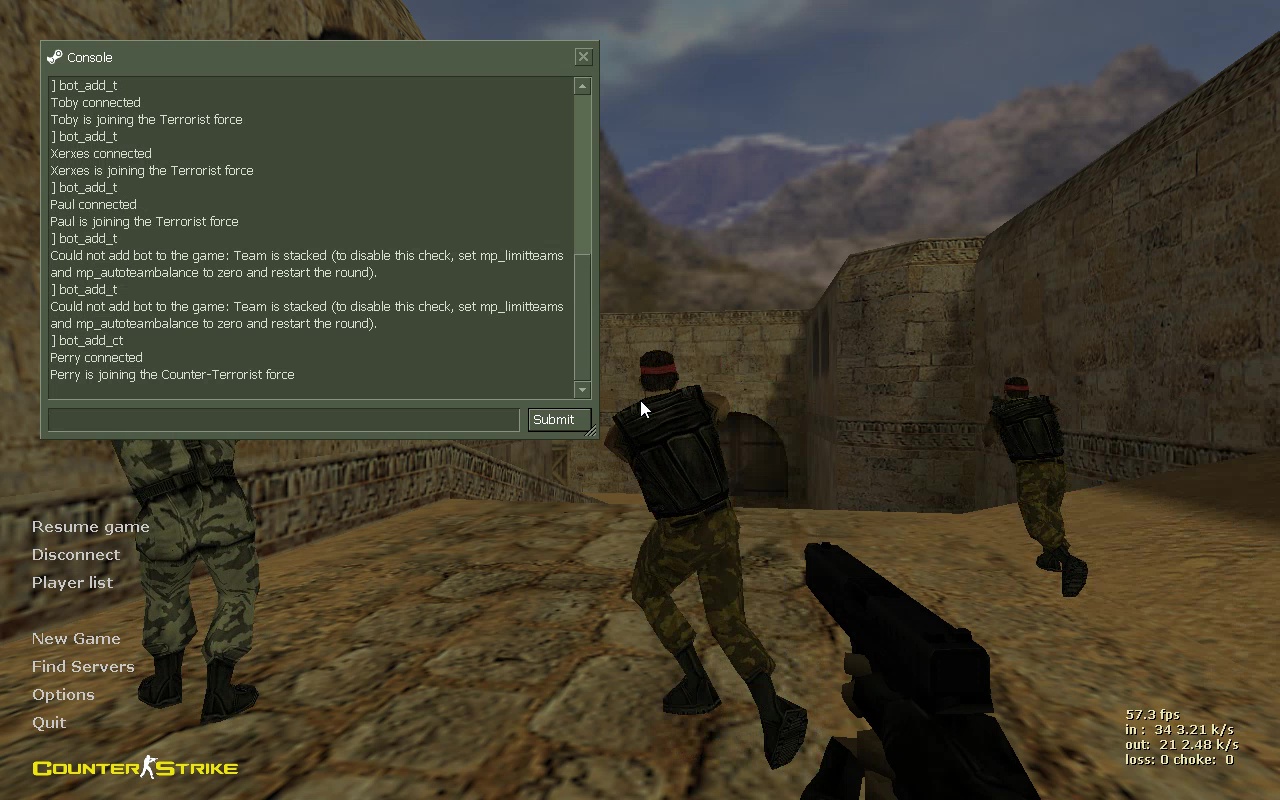 Console
] bot_add_t
Toby connected
Toby is joining the Terrorist force
] bot_add_t
Xerxes connected
Xerxes is joining the Terrorist force
] bot_add_t
Paul connected
Paul is joining the Terrorist force
] bot_add_t
Could not add bot to the game: Team is stacked (to disable this check, set mp_limitteams
and mp_autoteambalance to zero and restart the round).
] bot_add_t
Could not add bot to the game: Team is stacked (to disable this check, set mp_limitteams
and mp_autoteambalance to zero and restart the round).
] bot_add_ct
Perry connected
Perry is joining the Counter-Terrorist force
Submit
Resume game
Disconnect
Player list
New Game
Find Servers
Options
Quit
COUNTER STRIKE
57.3 fps
in : 34 3.21 k/s
out: 21 2.48 k/s
loss: 0 choke: 0